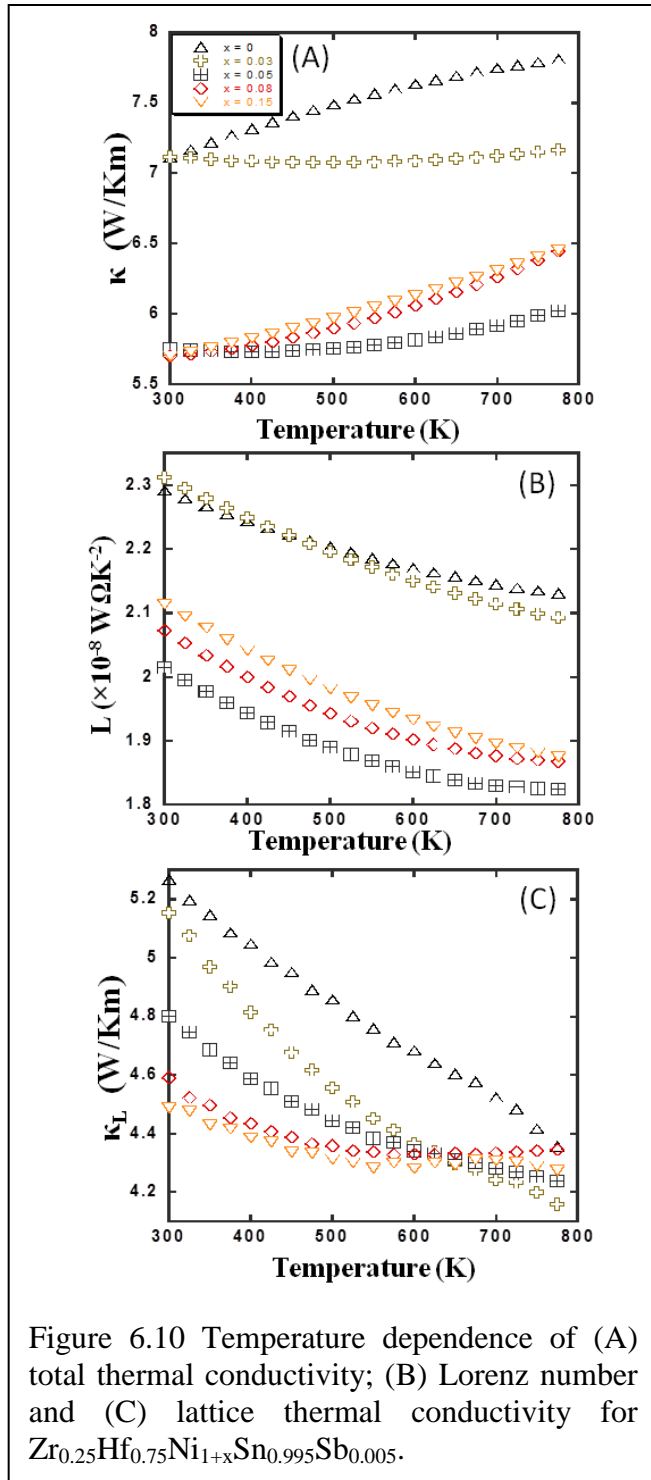 8
7.5
7
6.5
6
5.5
κ (W/Km)
x = 0
x = 0.03
x = 0.05
x = 0.08
x = 0.15
(A)
300 400 500 600 700 800
Temperature (K)
2.3
2.2
2.1
2
1.9
1.8
L (×10⁻⁸ WΩK⁻²)
(B)
300 400 500 600 700 800
Temperature (K)
5.2
5
4.8
4.6
4.4
4.2
κL (W/Km)
(C)
300 400 500 600 700 800
Temperature (K)
Figure 6.10 Temperature dependence of (A)
total thermal conductivity; (B) Lorenz number
and (C) lattice thermal conductivity for
Zr₀.₂₅Hf₀.₇₅Ni₁₊ₓSn₀.₉₉₅Sb₀.₀₀₅.